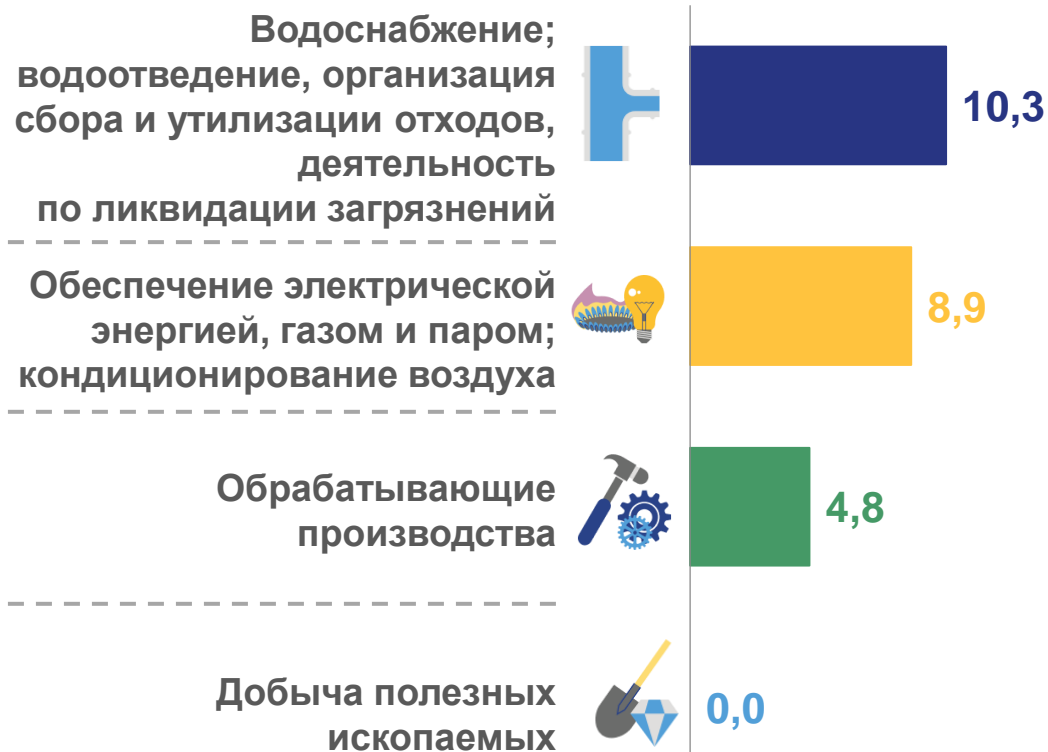 Водоснабжение;
водоотведение, организация
сбора и утилизации отходов,
деятельность
по ликвидации загрязнений
10,3
Обеспечение электрической
энергией, газом и паром;
кондиционирование воздуха
8,9
Обрабатывающие
производства
4,8
Добыча полезных
ископаемых
0,0